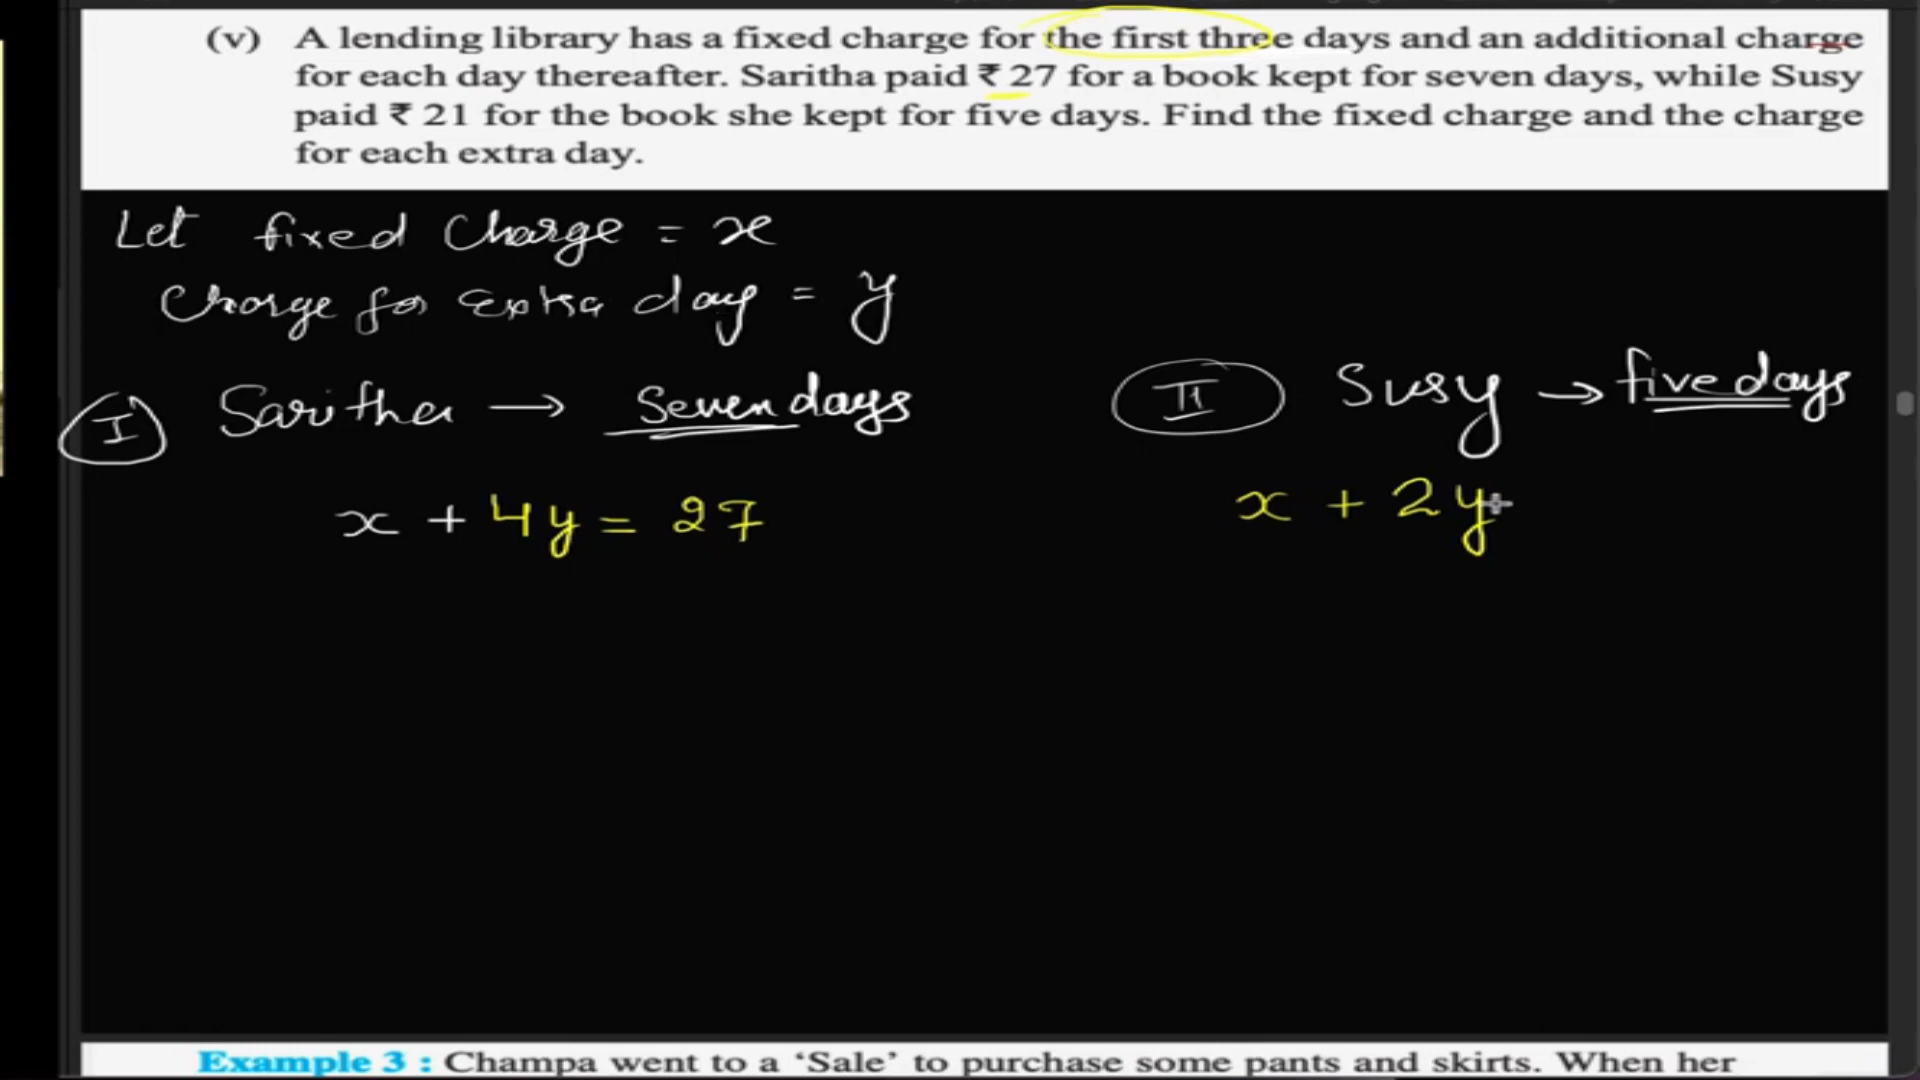 (v) A lending library has a fixed charge for the first three days and an additional charge
for each day thereafter. Saritha paid ₹ 27 for a book kept for seven days, while Susy
paid ₹ 21 for the book she kept for five days. Find the fixed charge and the charge
for each extra day.
Let fixed Charge = x
Charge for Extra day = y
I Saritha → Seven days
x + 4y = 27
II Susy → five days
x + 2y
Example 3 : Champa went to a ‘Sale’ to purchase some pants and skirts. When her